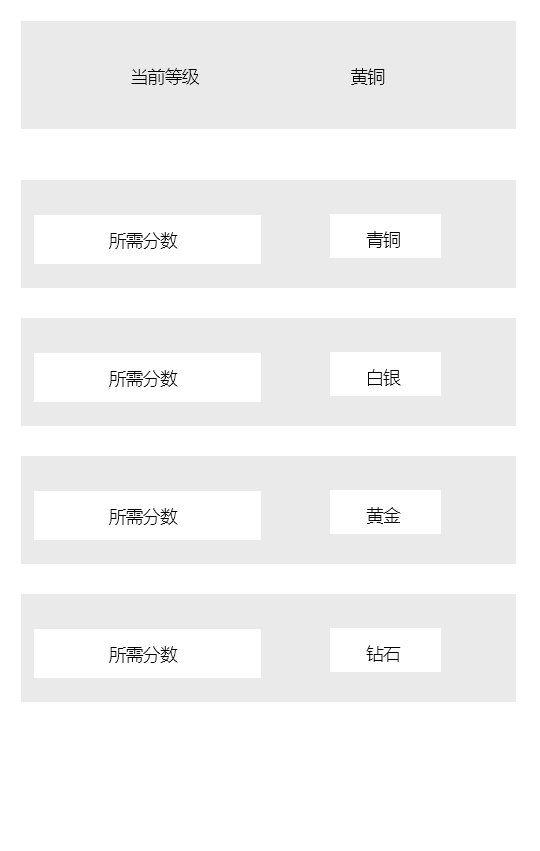 当前等级 黄铜
所需分数 青铜
所需分数 白银
所需分数 黄金
所需分数 钻石